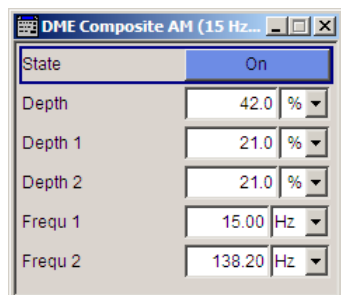 DME Composite AM (15 Hz...
State On
Depth 42.0 %
Depth 1 21.0 %
Depth 2 21.0 %
Frequ 1 15.00 Hz
Frequ 2 138.20 Hz